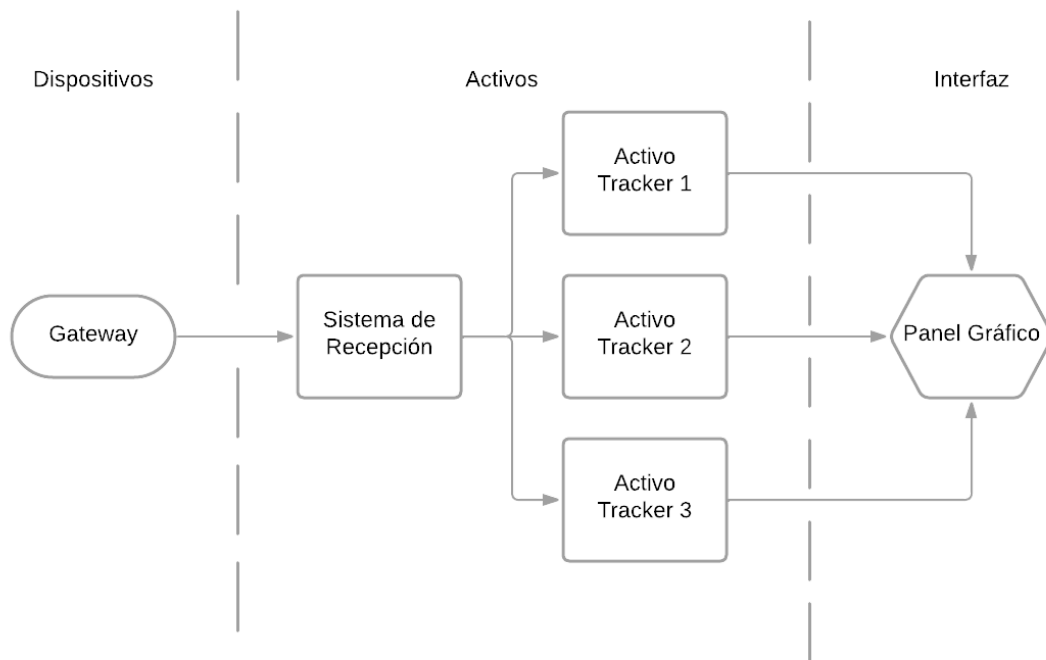 Dispositivos
Activos
Interfaz
Gateway
Sistema de
Recepción
Activo
Tracker 1
Activo
Tracker 2
Activo
Tracker 3
Panel Gráfico